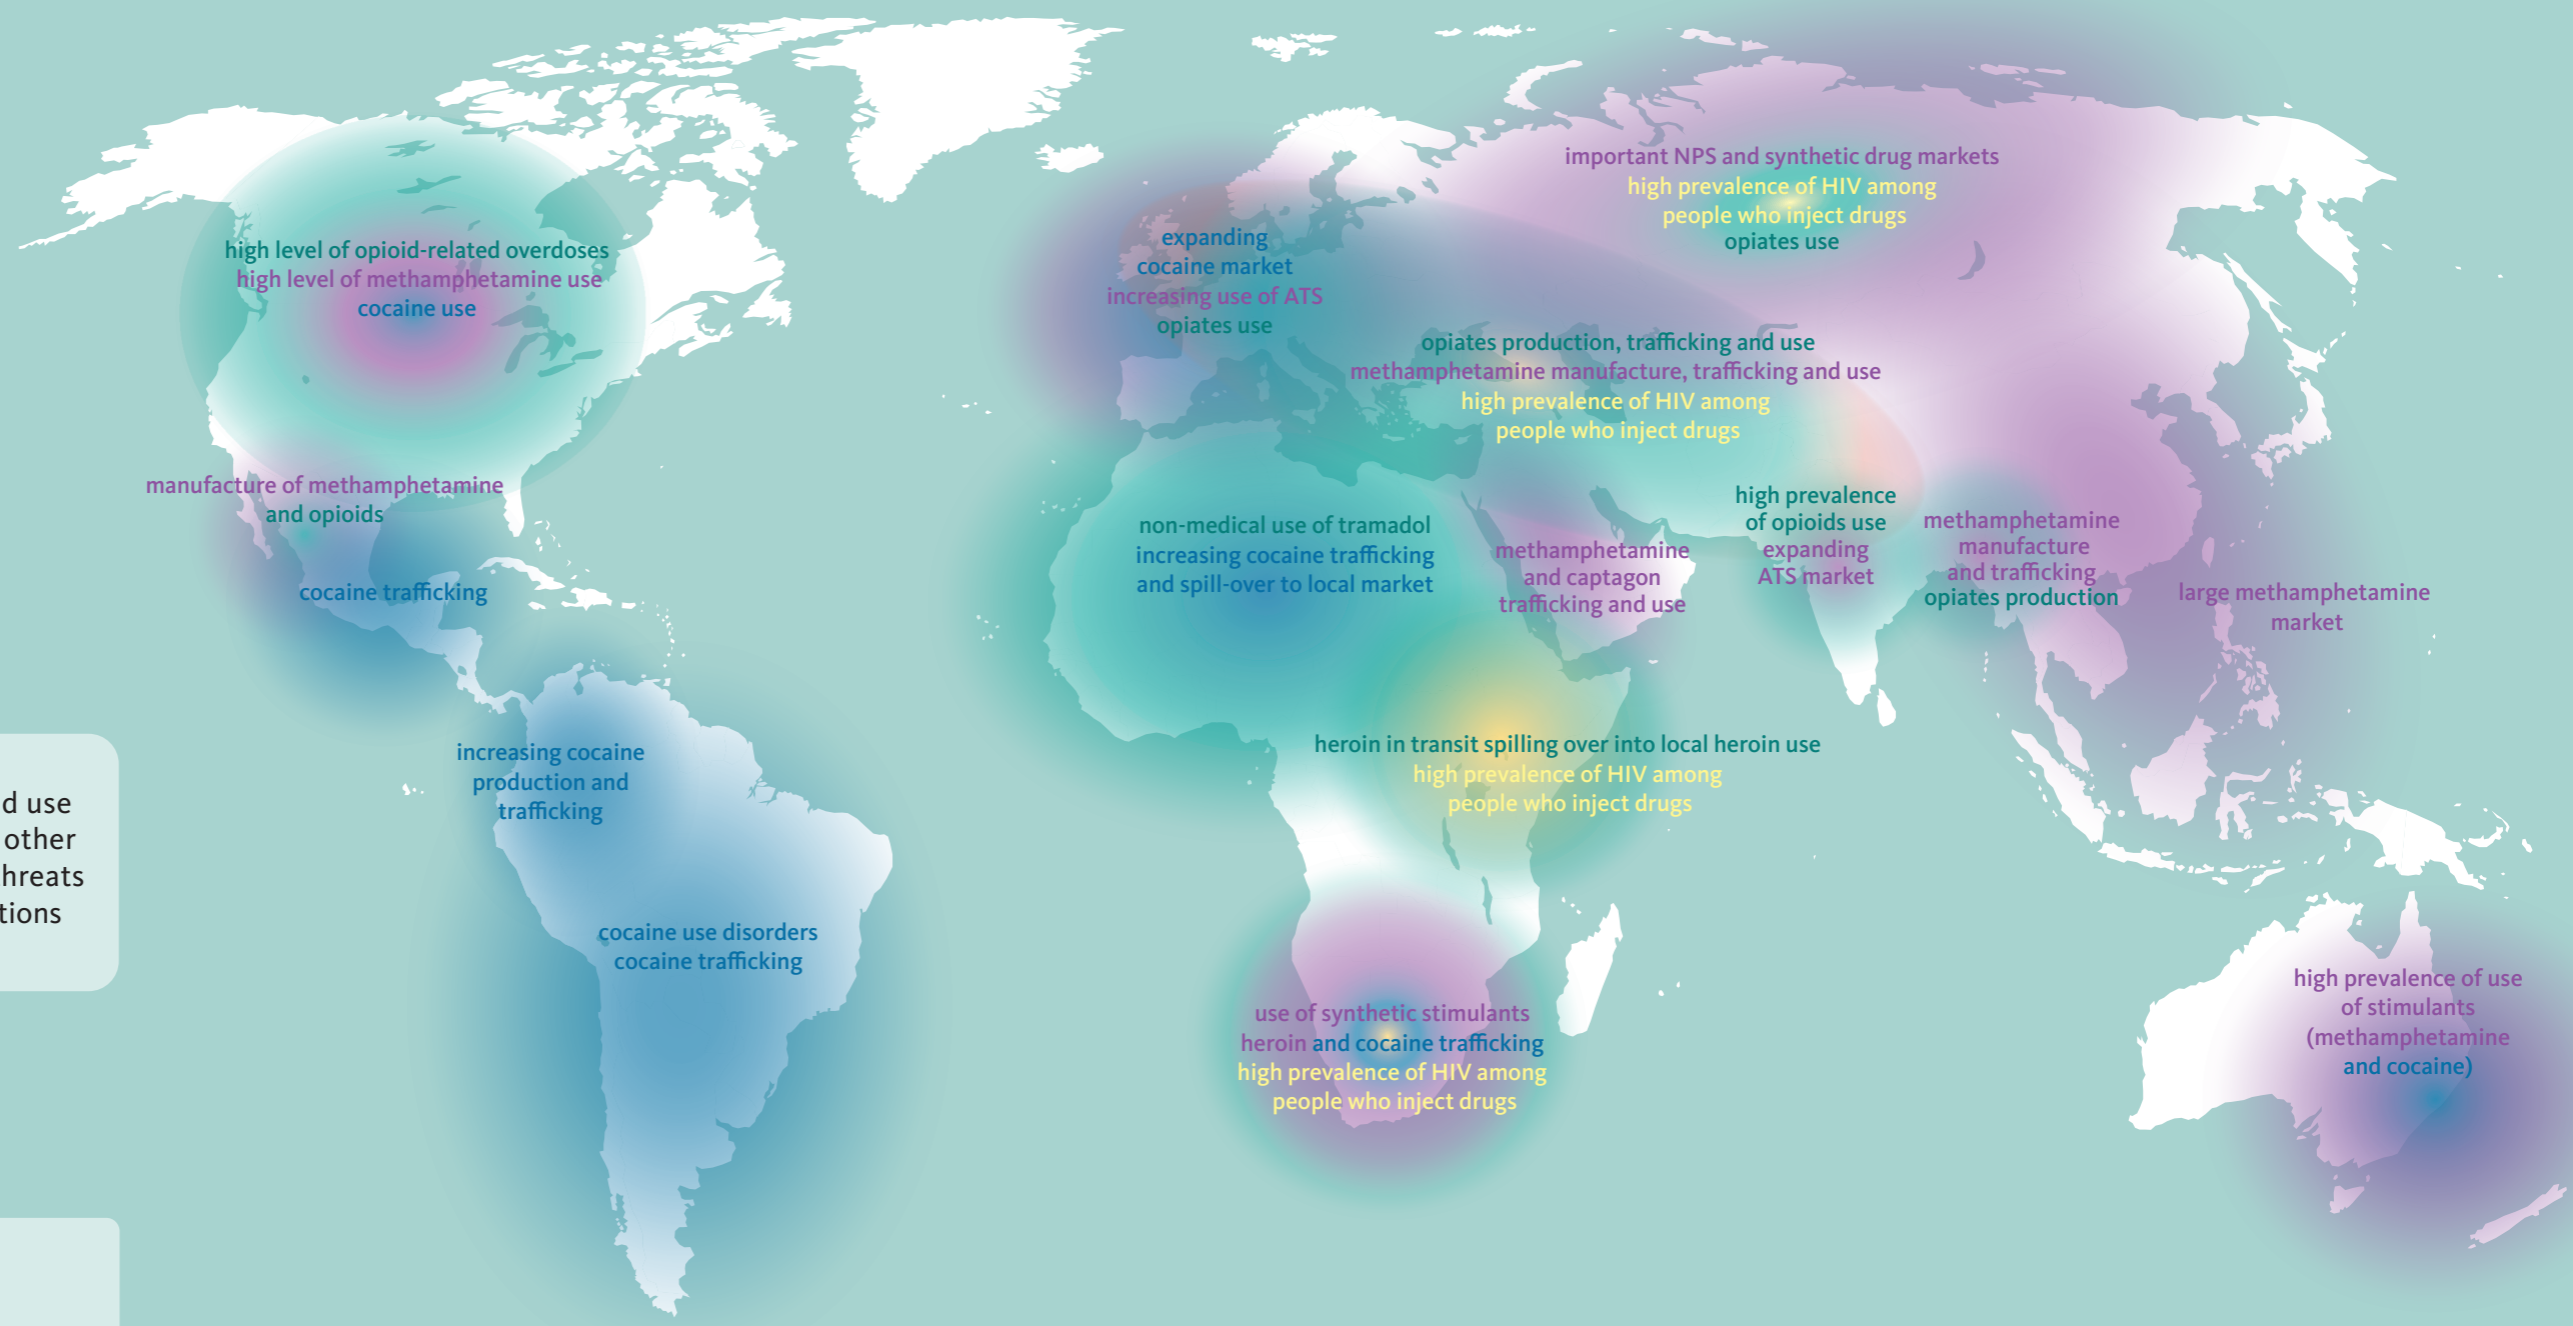 important NPS and synthetic drug markets
high prevalence of HIV among
people who inject drugs
opiates use
high level of opioid-related overdoses
high level of methamphetamine use
cocaine use
expanding
cocaine market
increasing use of ATS
opiates use
opiates production, trafficking and use
methamphetamine manufacture, trafficking and use
high prevalence of HIV among
people who inject drugs
manufacture of methamphetamine
and opioids
cocaine trafficking
non-medical use of tramadol
increasing cocaine trafficking
and spill-over to local market
methamphetamine
and captagon
trafficking and use
high prevalence
of opioids use
expanding
ATS market
methamphetamine
manufacture
and trafficking
opiates production
large methamphetamine
market
increasing cocaine
production and
trafficking
heroin in transit spilling over into local heroin use
high prevalence of HIV among
people who inject drugs
d use
other
hreats
tions
cocaine use disorders
cocaine trafficking
use of synthetic stimulants
heroin and cocaine trafficking
high prevalence of HIV among
people who inject drugs
high prevalence of use
of stimulants
(methamphetamine
and cocaine)